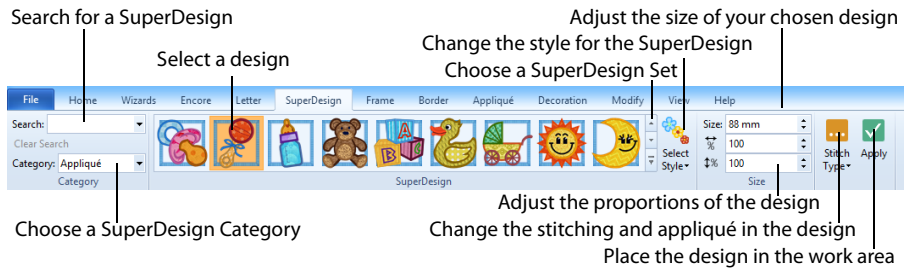 Search for a SuperDesign
Adjust the size of your chosen design
Change the style for the SuperDesign
Select a design
Choose a SuperDesign Set
File Home Wizards Encore Letter SuperDesign Frame Border Appliqué Decoration Modify View Help
Search:
Clear Search
Category: Appliqué
Category
A
B
SuperDesign
Select
Style
Size: 88 mm
% 100
% 100
Size
Stitch
Type
Apply
Adjust the proportions of the design
Choose a SuperDesign Category
Change the stitching and appliqué in the design
Place the design in the work area